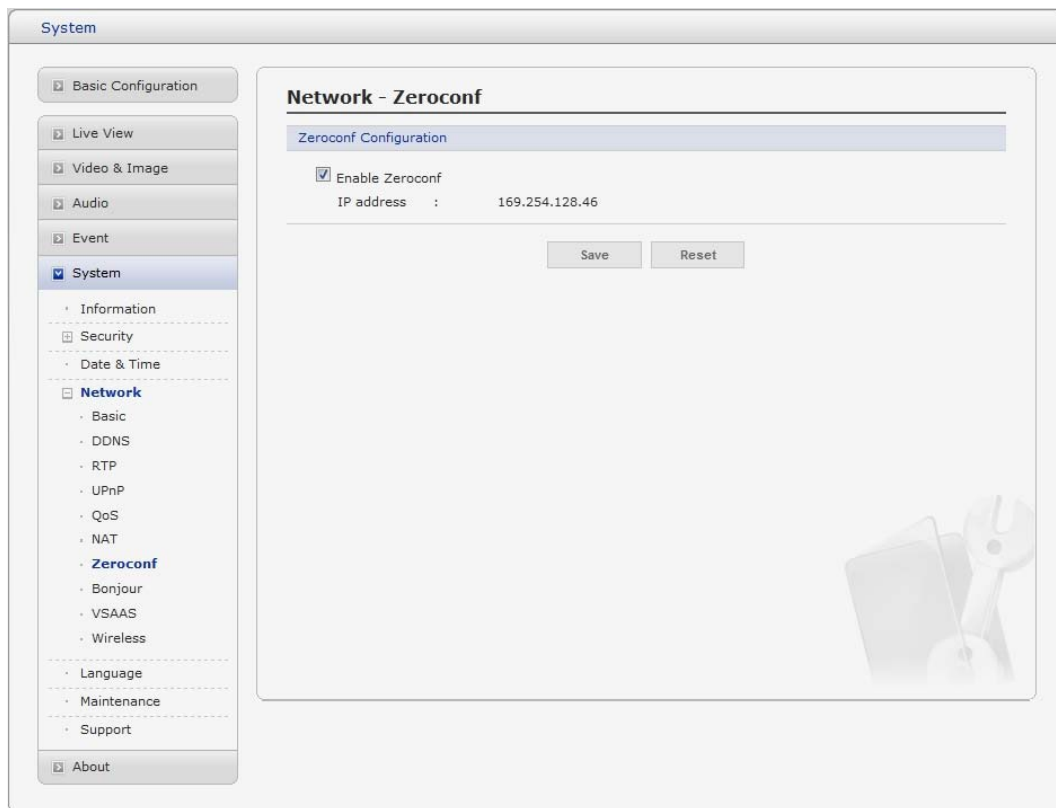 System
Basic Configuration
Live View
Video & Image
Audio
Event
System
Information
Security
Date & Time
Network
Basic
DDNS
RTP
UPnP
QoS
NAT
Zeroconf
Bonjour
VSAAS
Wireless
Language
Maintenance
Support
About
Network - Zeroconf
Zeroconf Configuration
Enable Zeroconf
IP address : 169.254.128.46
Save Reset